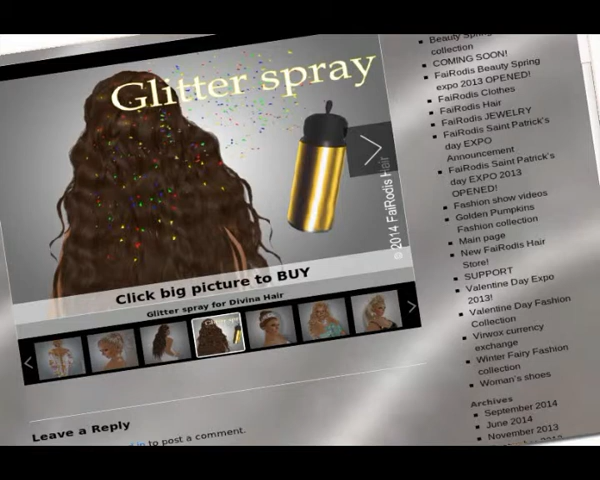 Glitter spray
© 2014 FaiRodis Hair
Click big picture to BUY
Glitter spray for Divina Hair
Leave a Reply
to post a comment.
Beauty Spring
collection
COMING SOON!
FaiRodis Beauty Spring
expo 2013 OPENED!
FaiRodis Clothes
FaiRodis Hair
FaiRodis JEWELRY
FaiRodis Saint Patrick's
day EXPO
Announcement
FaiRodis Saint Patrick's
day EXPO 2013
OPENED!
Fashion show videos
Golden Pumpkins
Fashion collection
Main page
New FaiRodis Hair
Store!
SUPPORT
Valentine Day Expo
2013!
Valentine Day Fashion
Collection
Virwox currency
exchange
Winter Fairy Fashion
collection
Woman's shoes
Archives
September 2014
June 2014
November 2013